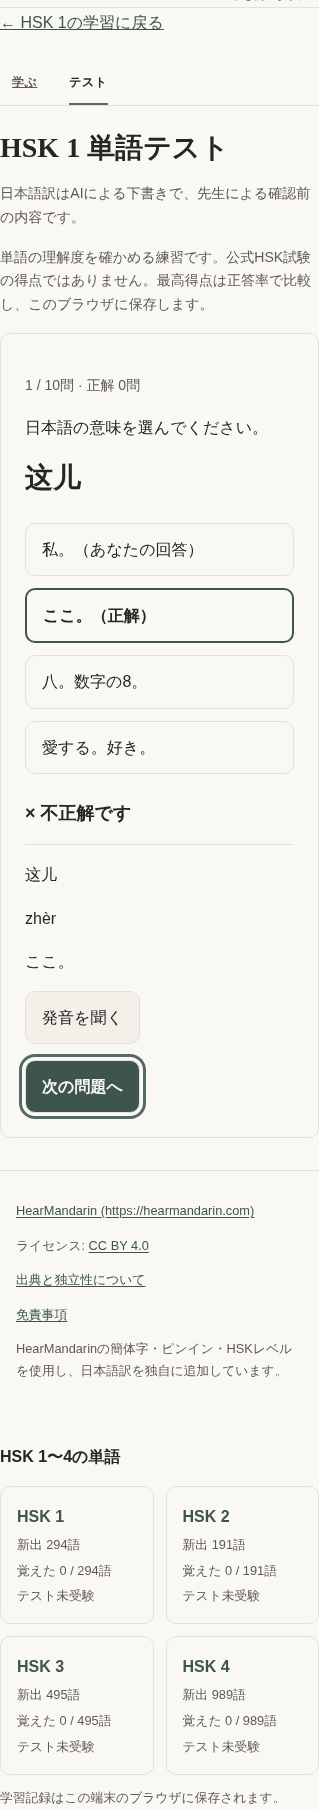 ← HSK 1の学習に戻る
学ぶ テスト
HSK 1 単語テスト
日本語訳はAIによる下書きで、先生による確認前
の内容です。
単語の理解度を確かめる練習です。公式HSK試験
の得点ではありません。最高得点は正答率で比較
し、このブラウザに保存します。
1 / 10問 · 正解 0問
日本語の意味を選んでください。
这儿
私。（あなたの回答）
ここ。（正解）
八。数字の8。
愛する。好き。
× 不正解です
这儿
zhèr
ここ。
発音を聞く
次の問題へ
HearMandarin (https://hearmandarin.com)
ライセンス: CC BY 4.0
出典と独立性について
免責事項
HearMandarinの簡体字・ピンイン・HSKレベル
を使用し、日本語訳を独自に追加しています。
HSK 1〜4の単語
HSK 1
新出 294語
覚えた 0 / 294語
テスト未受験
HSK 2
新出 191語
覚えた 0 / 191語
テスト未受験
HSK 3
新出 495語
覚えた 0 / 495語
テスト未受験
HSK 4
新出 989語
覚えた 0 / 989語
テスト未受験
学習記録はこの端末のブラウザに保存されます。